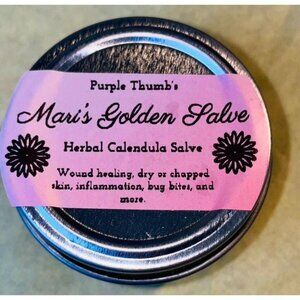 Purple Thumb's
Mari's Golden Salve
Herbal Calendula Salve
Wound healing, dry or chapped
skin, inflammation, bug bites, and
more.